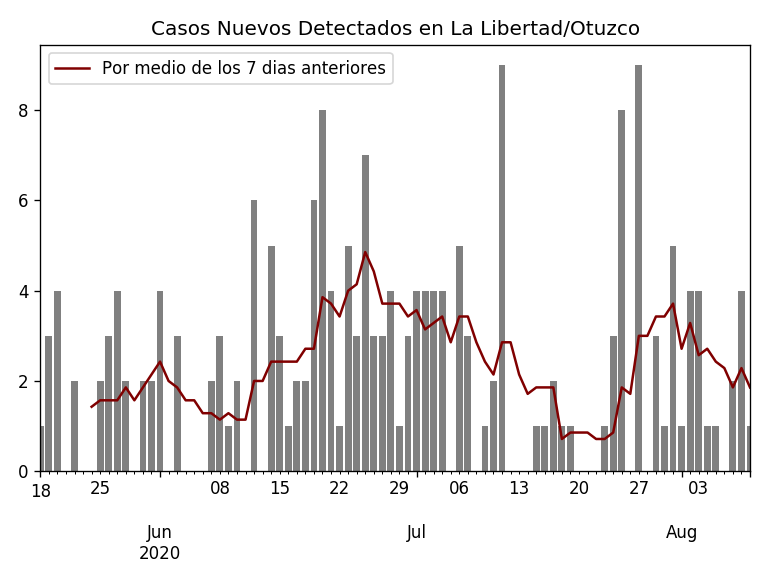 Casos Nuevos Detectados en La Libertad/Otuzco
Por medio de los 7 dias anteriores
8
6
4
2
0
18 25 08 15 22 29 06 13 20 27 03
Jun Jul Aug
2020